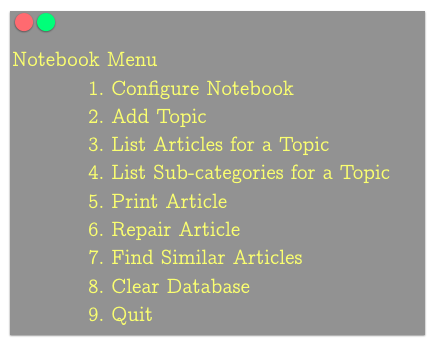 Notebook Menu
1. Configure Notebook
2. Add Topic
3. List Articles for a Topic
4. List Sub-categories for a Topic
5. Print Article
6. Repair Article
7. Find Similar Articles
8. Clear Database
9. Quit